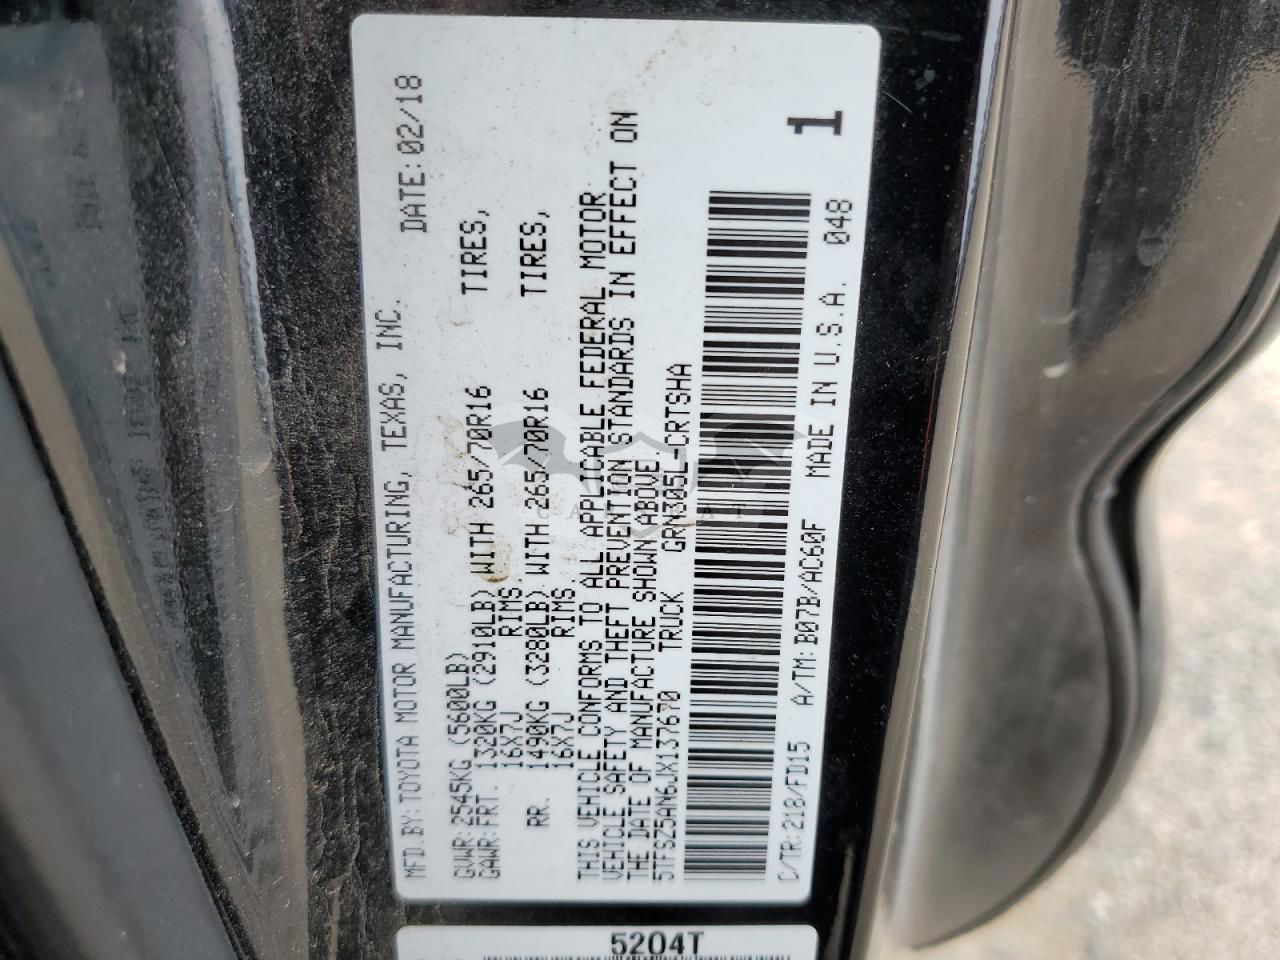 MFD.BY:TOYOTA MOTOR MANUFACTURING, TEXAS, INC. DATE:02/18
GVWR:2545KG (5600LB)
GAWR:FRT. 1320KG (2910LB) WITH 265/70R16 TIRES,
16X7J RIMS.
RR. 1490KG (3280LB) WITH 265/70R16 TIRES,
16X7J RIMS.
THIS VEHICLE CONFORMS TO ALL APPLICABLE FEDERAL MOTOR
VEHICLE SAFETY AND THEFT PREVENTION STANDARDS IN EFFECT ON
THE DATE OF MANUFACTURE SHOWN ABOVE.
5TFSZ5AN6JX137670 TRUCK GRN305L-CRTSHA
C/TR:218/FD15 A/TM:B07B/AC60F MADE IN U.S.A. 048
1
5204T